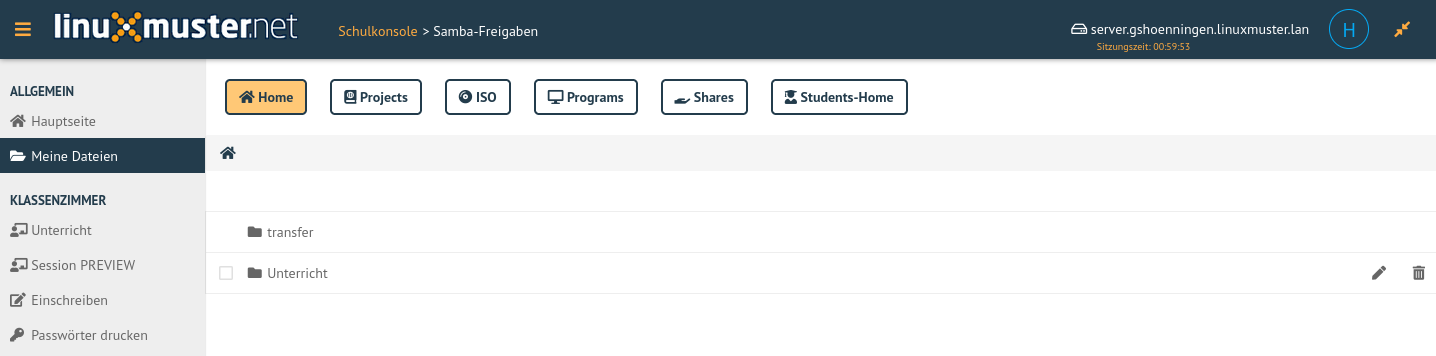 linuxmuster.net
Schulkonsole > Samba-Freigaben
server.gshoenningen.linuxmuster.lan
Sitzungszeit: 00:59:53
H
ALLGEMEIN
Hauptseite
Meine Dateien
KLASSENZIMMER
Unterricht
Session PREVIEW
Einschreiben
Passwörter drucken
Home Projects ISO Programs Shares Students-Home
transfer
Unterricht